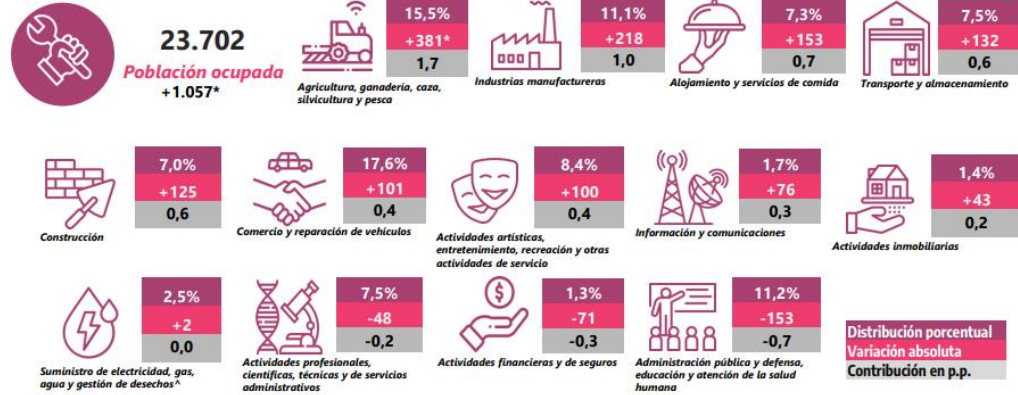 23.702
Población ocupada
+1.057*
15,5%
+381*
1,7
Agricultura, ganadería, caza,
silvicultura y pesca
11,1%
+218
1,0
Industrias manufactureras
7,3%
+153
0,7
Alojamiento y servicios de comida
7,5%
+132
0,6
Transporte y almacenamiento
7,0%
+125
0,6
Construcción
17,6%
+101
0,4
Comercio y reparación de vehículos
8,4%
+100
0,4
Actividades artísticas,
entretenimiento, recreación y otras
actividades de servicio
1,7%
+76
0,3
Información y comunicaciones
1,4%
+43
0,2
Actividades inmobiliarias
2,5%
+2
0,0
Suministro de electricidad, gas,
agua y gestión de desechos^
7,5%
-48
-0,2
Actividades profesionales,
científicas, técnicas y de servicios
administrativos
$
1,3%
-71
-0,3
Actividades financieras y de seguros
11,2%
-153
-0,7
Administración pública y defensa,
educación y atención de la salud
humana
Distribución porcentual
Variación absoluta
Contribución en p.p.